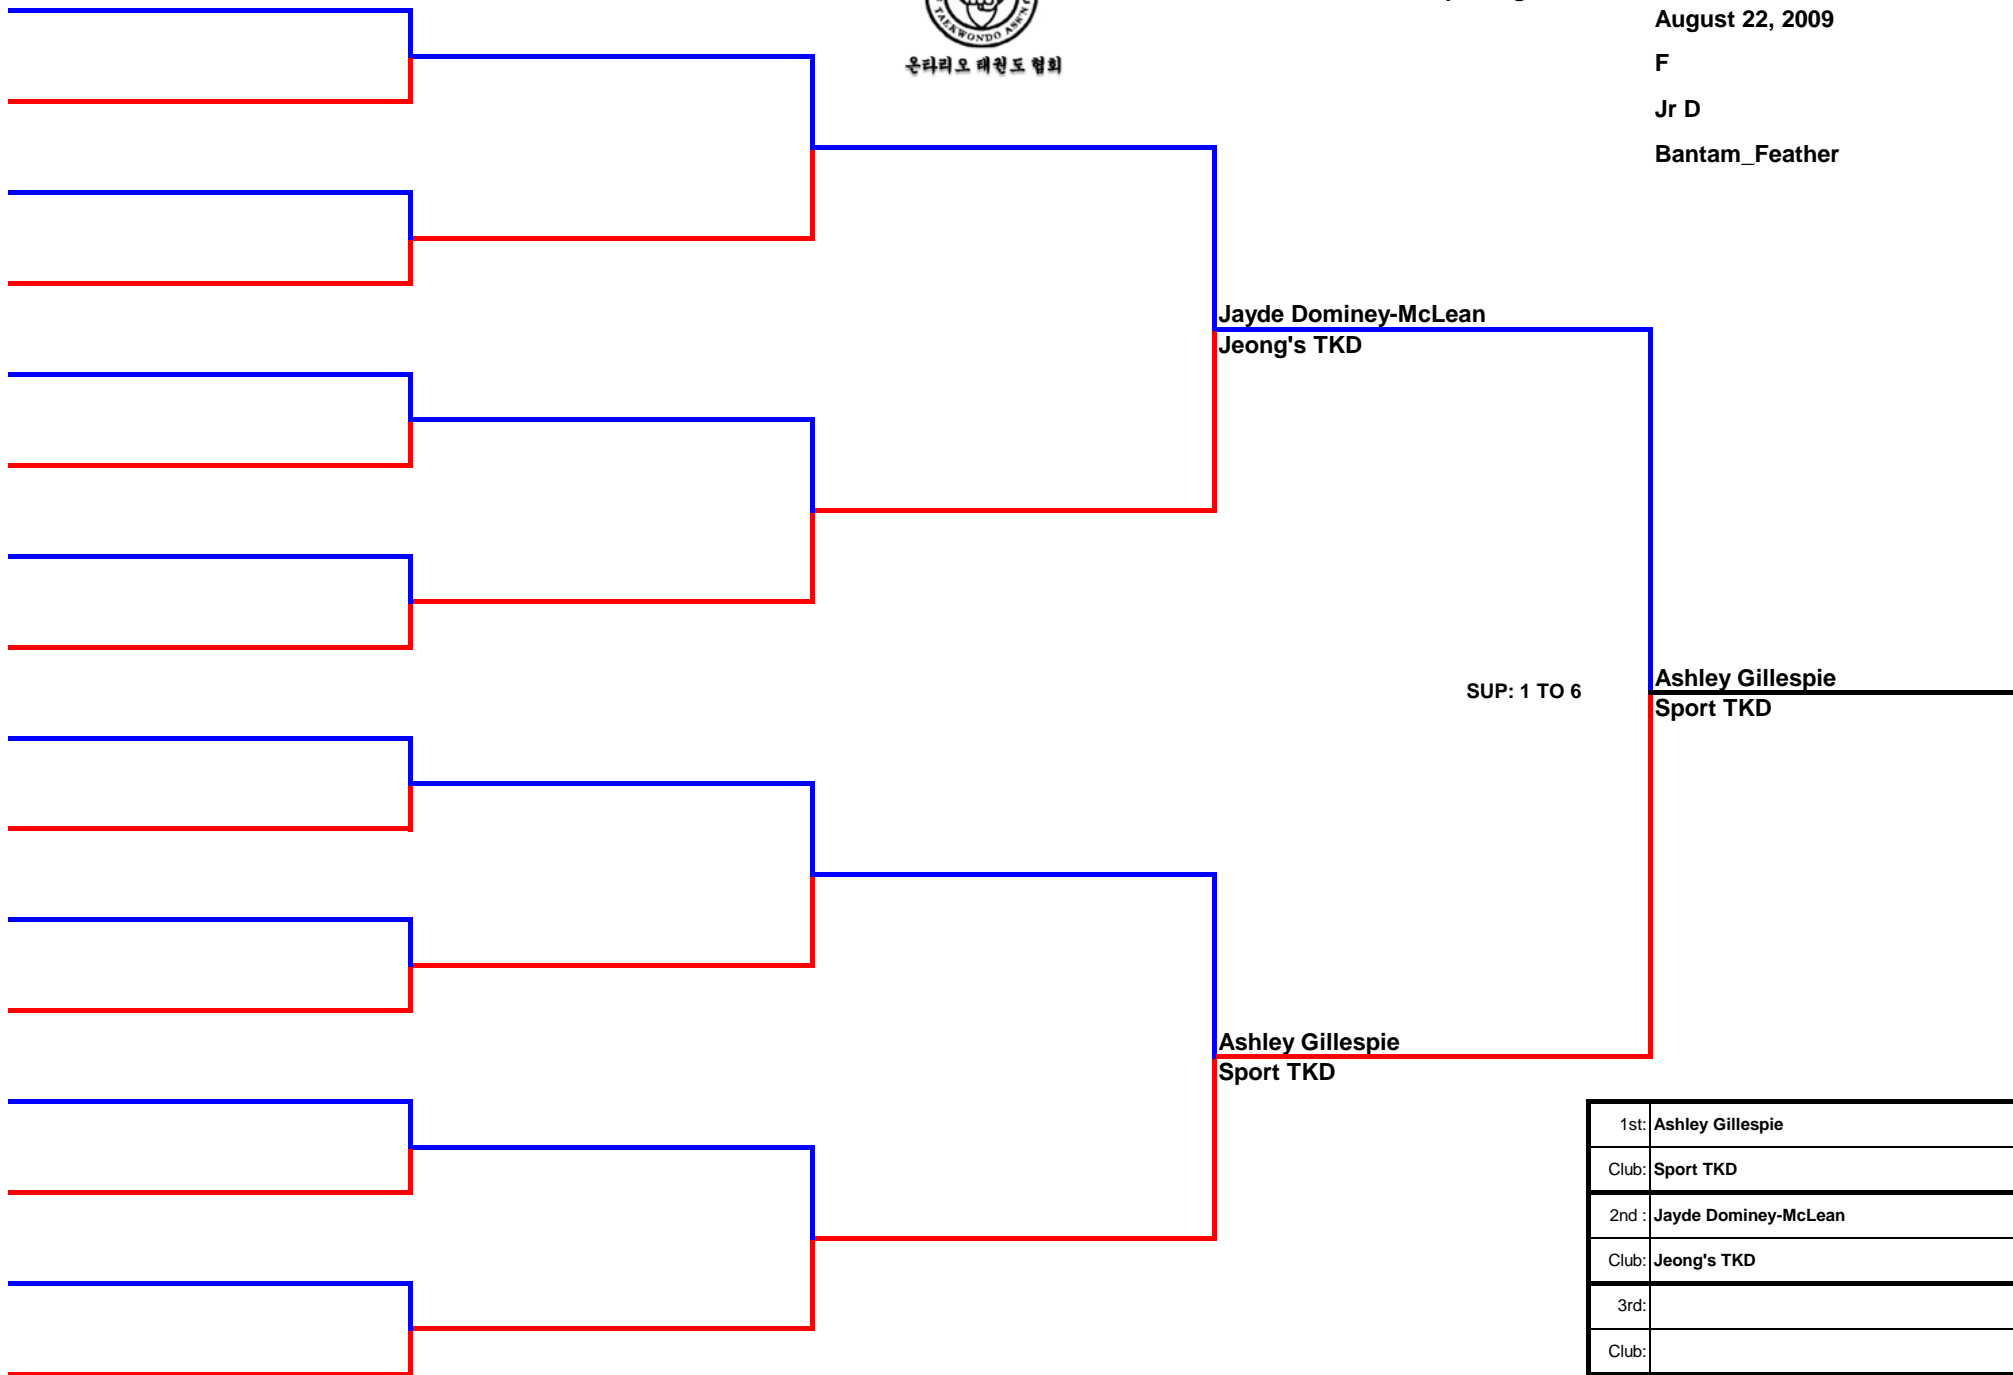 TAEKWONDO ASS'N
온타리오 태권도 협회
August 22, 2009
F
Jr D
Bantam_Feather
Jayde Dominey-McLean
Jeong's TKD
SUP: 1 TO 6
Ashley Gillespie
Sport TKD
Ashley Gillespie
Sport TKD
1st: Ashley Gillespie
Club: Sport TKD
2nd : Jayde Dominey-McLean
Club: Jeong's TKD
3rd:
Club: